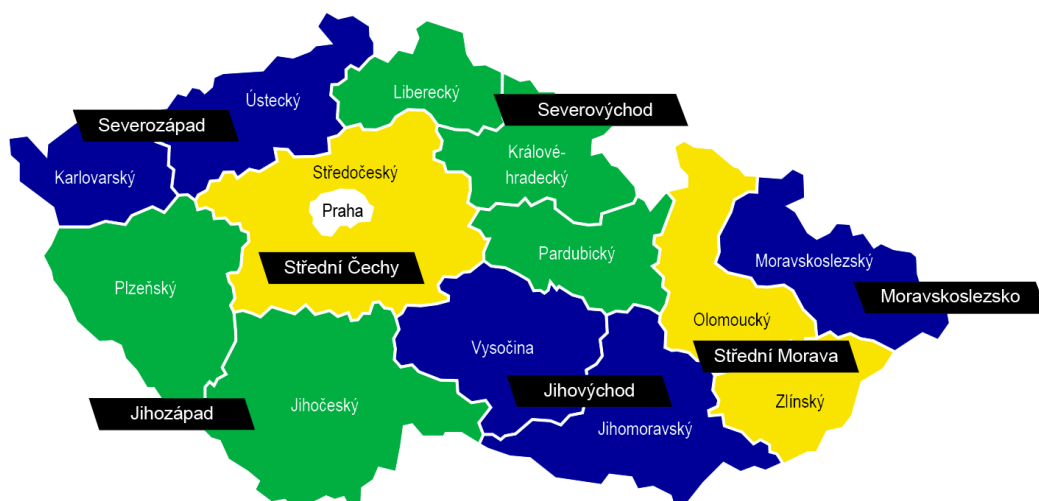 Liberecký
Ústecký
Severovýchod
Severozápad
Králové-
hradecký
Středočeský
Karlovarský
Praha
Pardubický
Moravskoslezský
Střední Čechy
Plzeňský
Moravskoslezsko
Olomoucký
Vysočina
Střední Morava
Jihovýchod
Zlínský
Jihočeský
Jihozápad
Jihomoravský